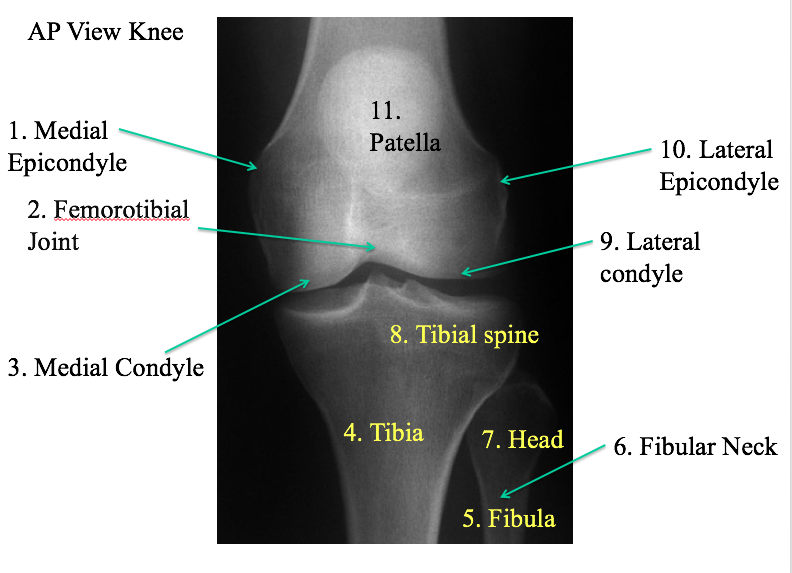 AP View Knee
1. Medial
Epicondyle
2. Femorotibial
Joint
3. Medial Condyle
4. Tibia
5. Fibula
6. Fibular Neck
7. Head
8. Tibial spine
9. Lateral
condyle
10. Lateral
Epicondyle
11.
Patella